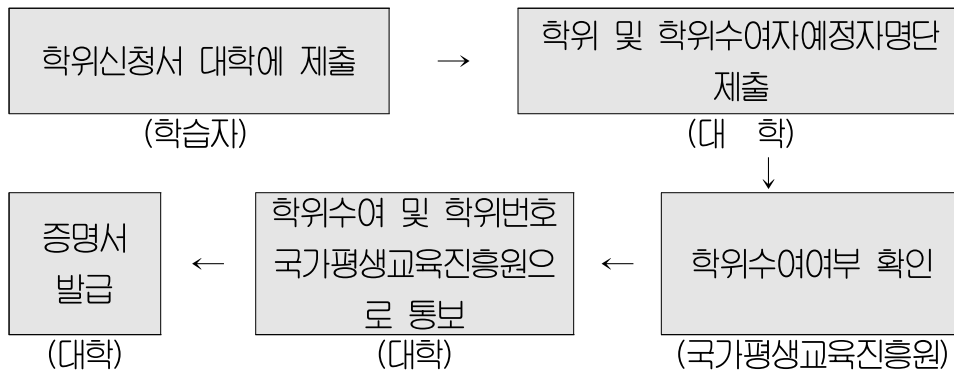 학위신청서 대학에 제출
→
학위 및 학위수여자예정자명단
제출
(학습자)
(대 학)
↓
학위수여여부 확인
(국가평생교육진흥원)
←
학위수여 및 학위번호
국가평생교육진흥원으
로 통보
(대학)
←
증명서
발급
(대학)